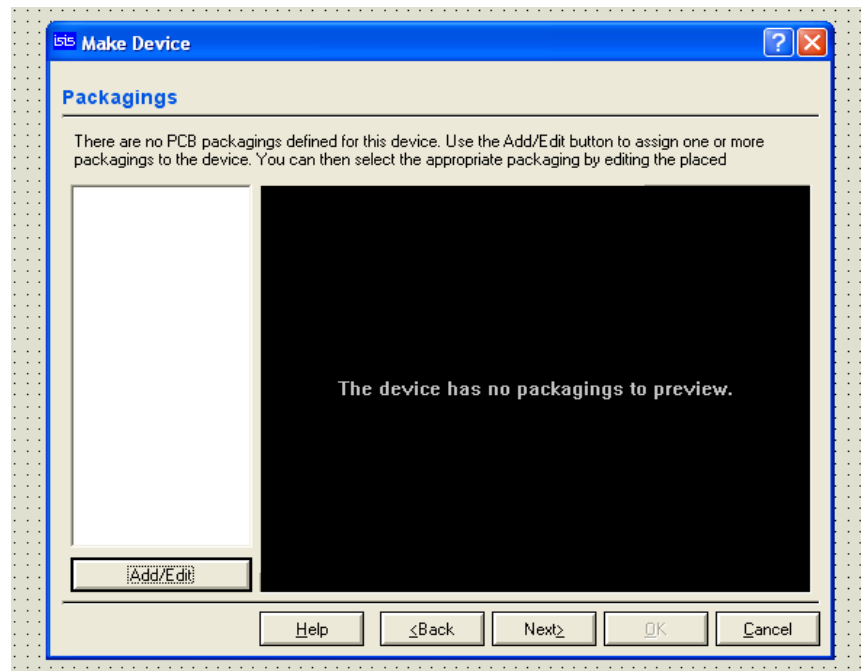 isis Make Device
Packagings
There are no PCB packagings defined for this device. Use the Add/Edit button to assign one or more
packagings to the device. You can then select the appropriate packaging by editing the placed
The device has no packagings to preview.
Add/Edit
Help
<Back
Next>
OK
Cancel